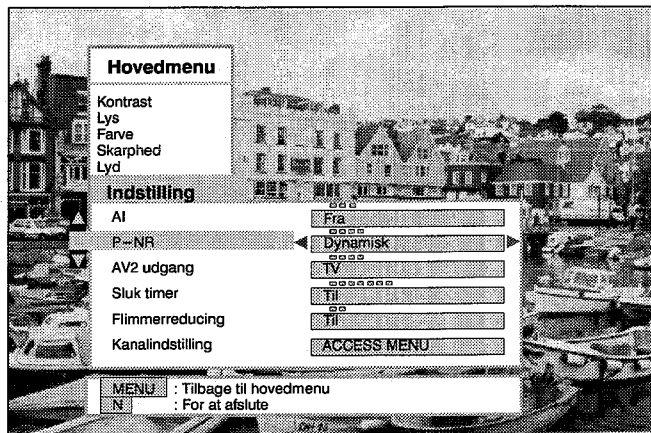 Hovedmenu
Kontrast
Lys
Farve
Skarphed
Lyd
Indstilling
AI Fra
P-NR Dynamisk
AV2 udgang TV
Sluk timer Til
Flimmerreducing Til
Kanalindstilling ACCESS MENU
MENU : Tilbage til hovedmenu
N : For at afslute